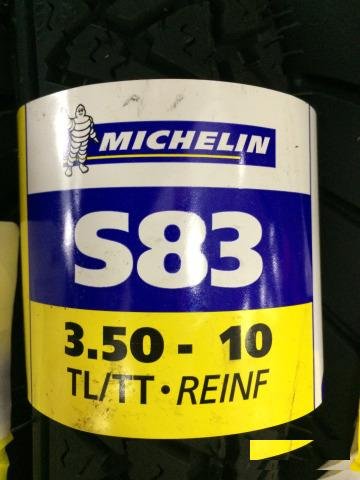 MICHELIN
S83
3.50 - 10
TL/TT · REINF